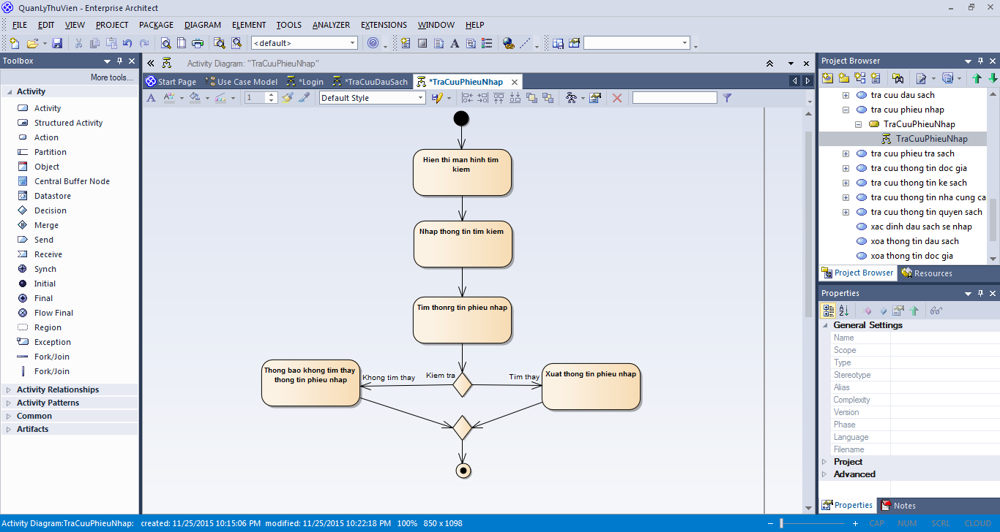 QuanLyThuVien - Enterprise Architect
FILE EDIT VIEW PROJECT PACKAGE DIAGRAM ELEMENT TOOLS ANALYZER EXTENSIONS WINDOW HELP
<default>
Toolbox
More tools...
Activity
Activity
Structured Activity
Action
Partition
Object
Central Buffer Node
Datastore
Decision
Merge
Send
Receive
Synch
Initial
Final
Flow Final
Region
Exception
Fork/Join
Fork/Join
Activity Relationships
Activity Patterns
Common
Artifacts
Activity Diagram: "TraCuuPhieuNhap"
Start Page Use Case Model *Login *TraCuuDauSach *TraCuuPhieuNhap
1 Default Style
Hien thi man hinh tim
kiem
Nhap thong tin tim kiem
Tim thonrg tin phieu nhap
Kiem tra
Khong tim thay
Tim thay
Thong bao khong tim thay
thong tin phieu nhap
Xuat thong tin phieu nhap
Project Browser
tra cuu dau sach
tra cuu phieu nhap
TraCuuPhieuNhap
TraCuuPhieuNhap
tra cuu phieu tra sach
tra cuu thong tin doc gia
tra cuu thong tin ke sach
tra cuu thong tin nha cung ca
tra cuu thong tin quyen sach
xac dinh dau sach se nhap
xoa thong tin dau sach
xoa thong tin doc gia
Project Browser Resources
Properties
General Settings
Name
Scope
Type
Stereotype
Alias
Complexity
Version
Phase
Language
Filename
Project
Advanced
Properties Notes
Activity Diagram:TraCuuPhieuNhap: created: 11/25/2015 10:15:06 PM modified: 11/25/2015 10:22:18 PM 100% 850 x 1098
CAP NUM SCRL CLOUD